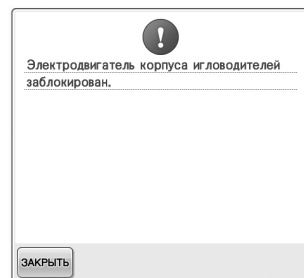 Электродвигатель корпуса игловодителей
заблокирован.
ЗАКРЫТЬ